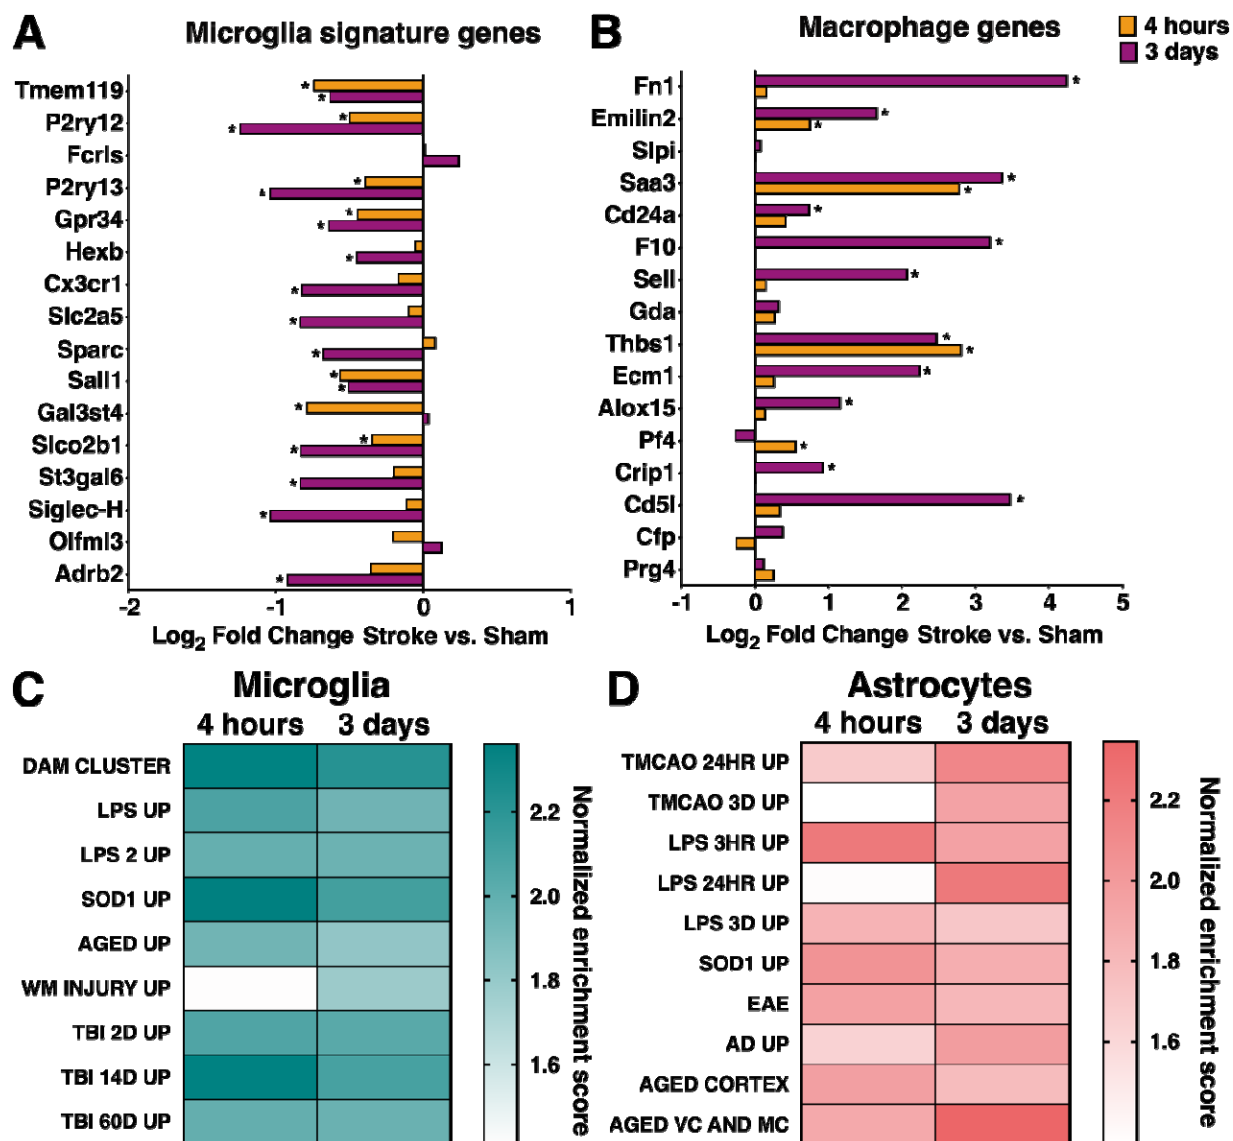 A
Microglia signature genes
Tmem119
P2ry12
Fcrls
P2ry13
Gpr34
Hexb
Cx3cr1
Slc2a5
Sparc
Sall1
Gal3st4
Slco2b1
St3gal6
Siglec-H
Olfml3
Adrb2
-2 -1 0 1
Log2 Fold Change Stroke vs. Sham
B
Macrophage genes
4 hours
3 days
Fn1
Emilin2
Slpi
Saa3
Cd24a
F10
Sell
Gda
Thbs1
Ecm1
Alox15
Pf4
Crip1
Cd5l
Cfp
Prg4
-1 0 1 2 3 4 5
Log2 Fold Change Stroke vs. Sham
C
Microglia
4 hours 3 days
DAM CLUSTER
LPS UP
LPS 2 UP
SOD1 UP
AGED UP
WM INJURY UP
TBI 2D UP
TBI 14D UP
TBI 60D UP
2.2
2.0
1.8
1.6
Normalized enrichment score
D
Astrocytes
4 hours 3 days
TMCAO 24HR UP
TMCAO 3D UP
LPS 3HR UP
LPS 24HR UP
LPS 3D UP
SOD1 UP
EAE
AD UP
AGED CORTEX
AGED VC AND MC
2.2
2.0
1.8
1.6
Normalized enrichment score